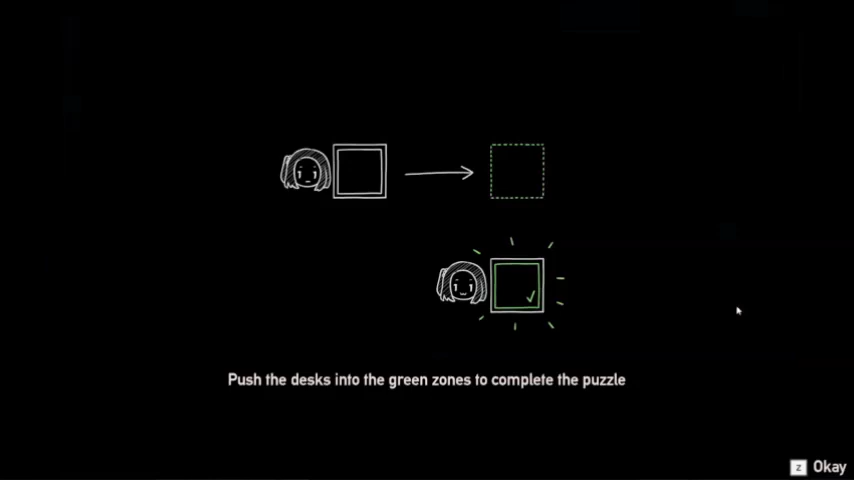 Push the desks into the green zones to complete the puzzle
z Okay